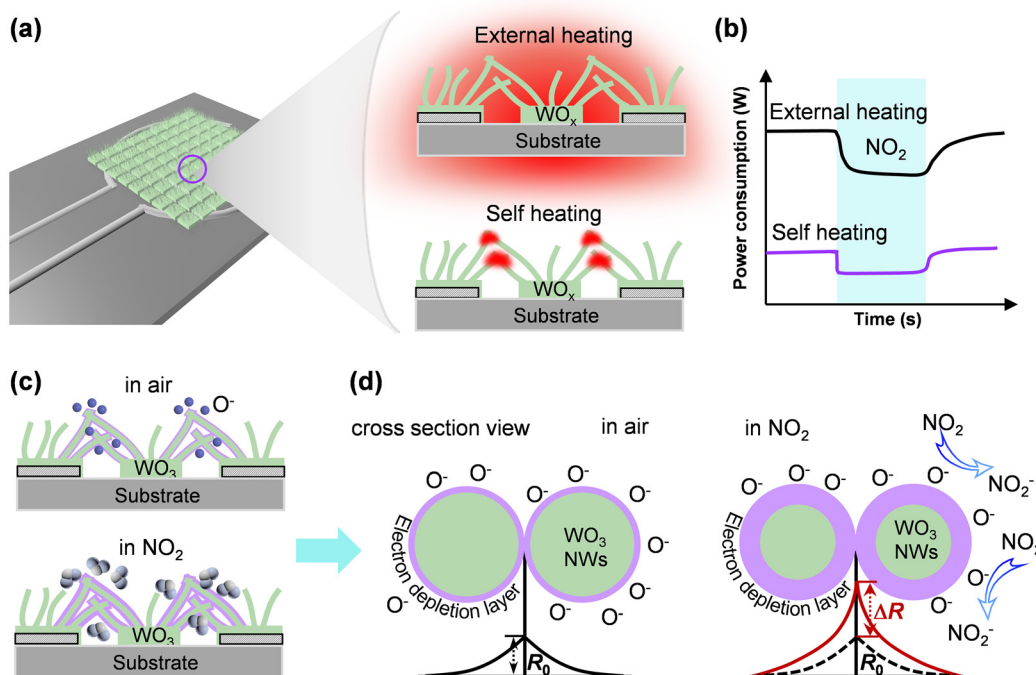 (a)
External heating
WOₓ
Substrate
Self heating
WOₓ
Substrate
(b)
Power consumption (W)
External heating
NO₂
Self heating
Time (s)
(c)
in air
O⁻
WO₃
Substrate
in NO₂
WO₃
Substrate
(d)
cross section view
in air
O⁻
O⁻
O⁻
O⁻
O⁻
O⁻
O⁻
O⁻
O⁻
O⁻
Electron depletion layer
WO₃
NWs
R₀
in NO₂
NO₂
NO₂⁻
O⁻
O⁻
O⁻
O⁻
O⁻
O⁻
O⁻
Electron depletion layer
WO₃
NWs
NO₂⁻
ΔR
R₀